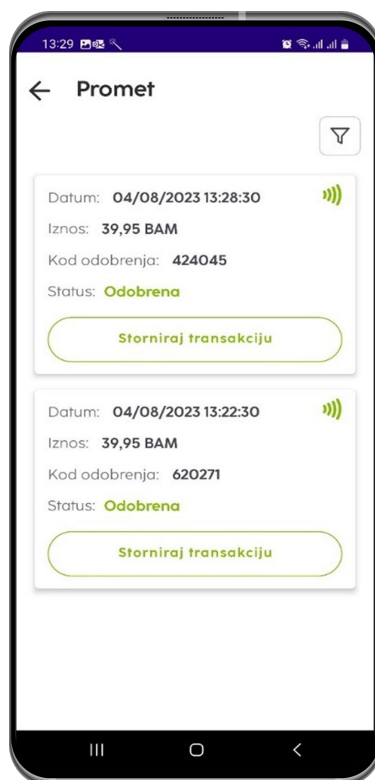 13:29
Promet
Datum: 04/08/2023 13:28:30
Iznos: 39,95 BAM
Kod odobrenja: 424045
Status: Odobrena
Storniraj transakciju
Datum: 04/08/2023 13:22:30
Iznos: 39,95 BAM
Kod odobrenja: 620271
Status: Odobrena
Storniraj transakciju